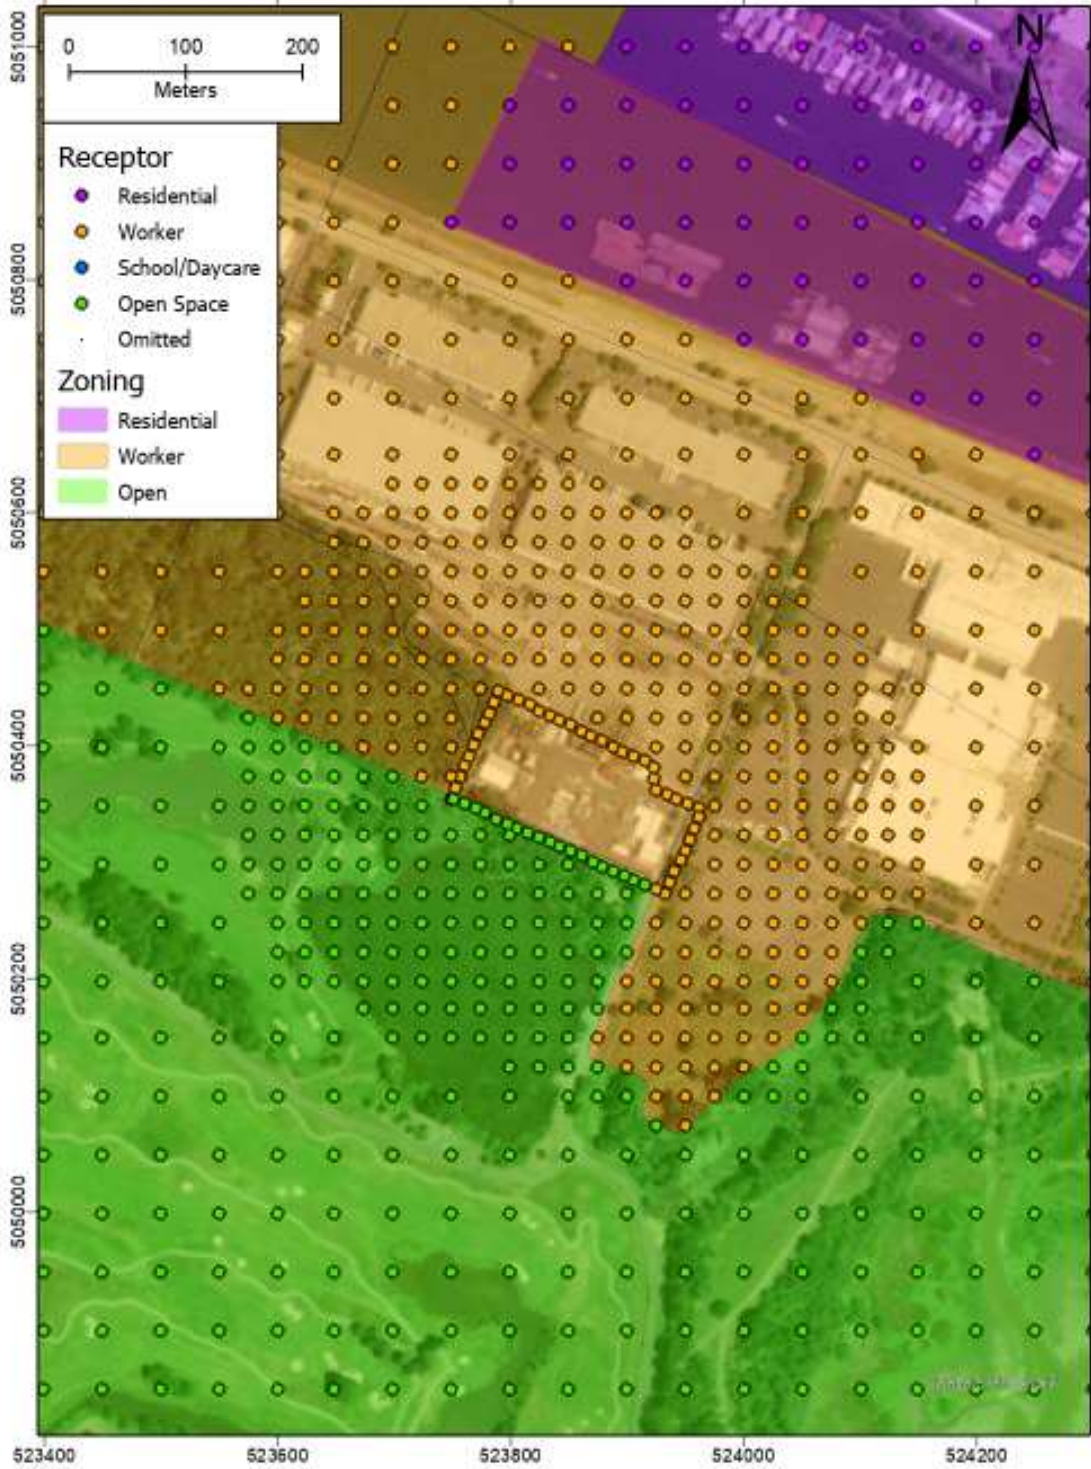 N
0 100 200
Meters
Receptor
Residential
Worker
School/Daycare
Open Space
Omitted
Zoning
Residential
Worker
Open
5051000
5050800
5050600
5050400
5050200
5050000
523400 523600 523800 524000 524200